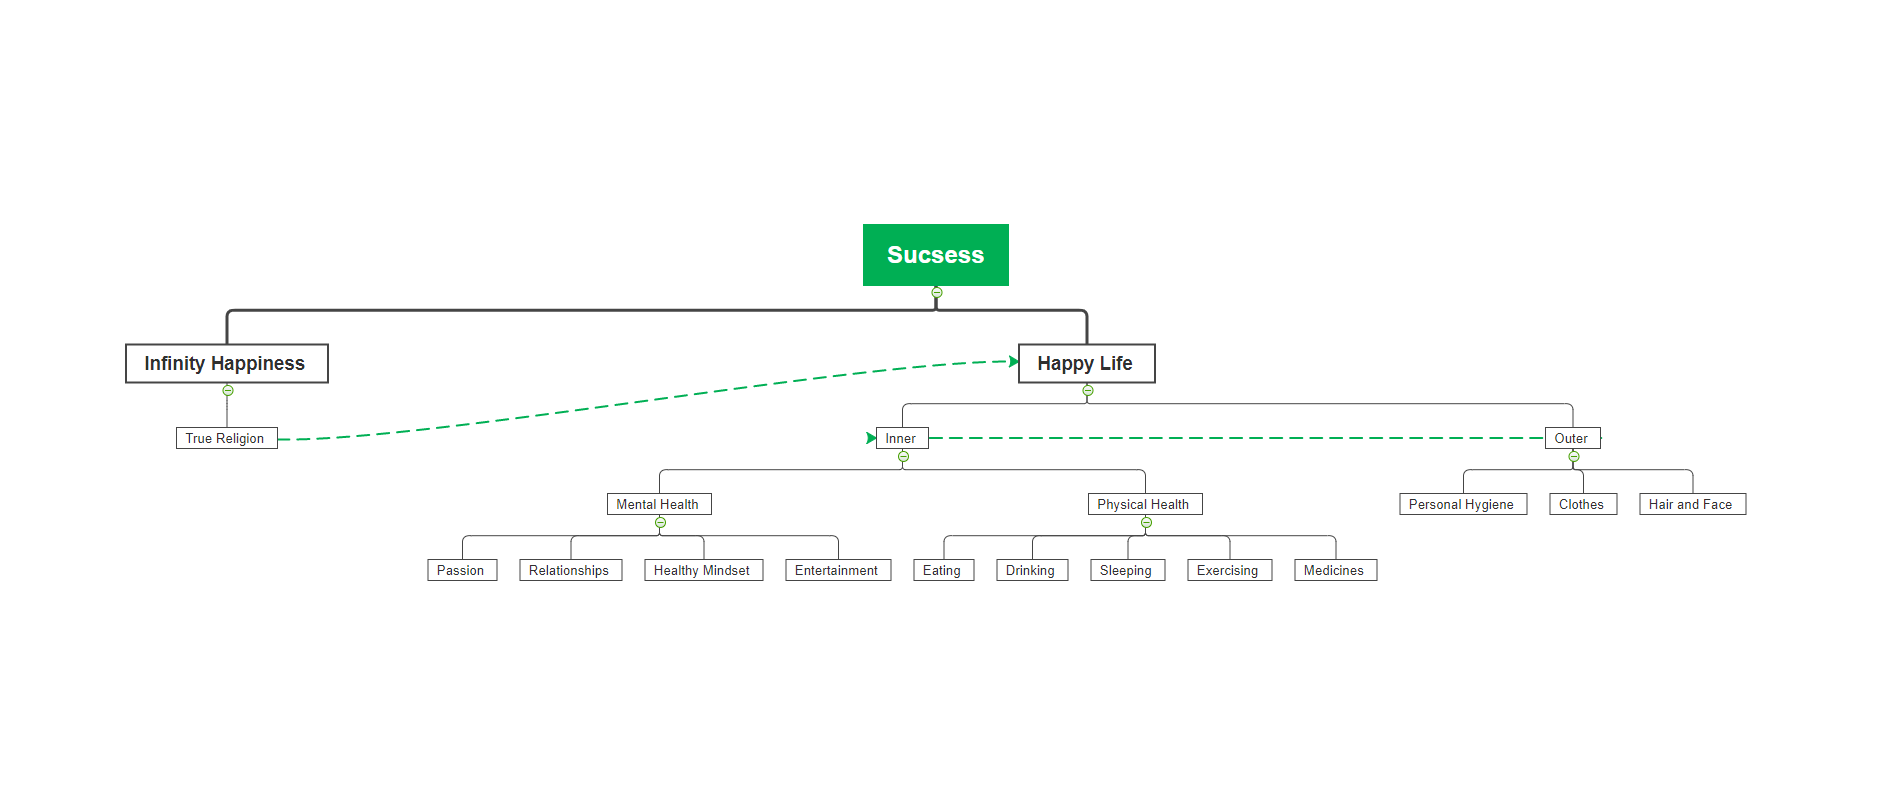 Sucsess
Infinity Happiness
Happy Life
True Religion
Inner
Outer
Mental Health
Physical Health
Personal Hygiene
Clothes
Hair and Face
Passion
Relationships
Healthy Mindset
Entertainment
Eating
Drinking
Sleeping
Exercising
Medicines